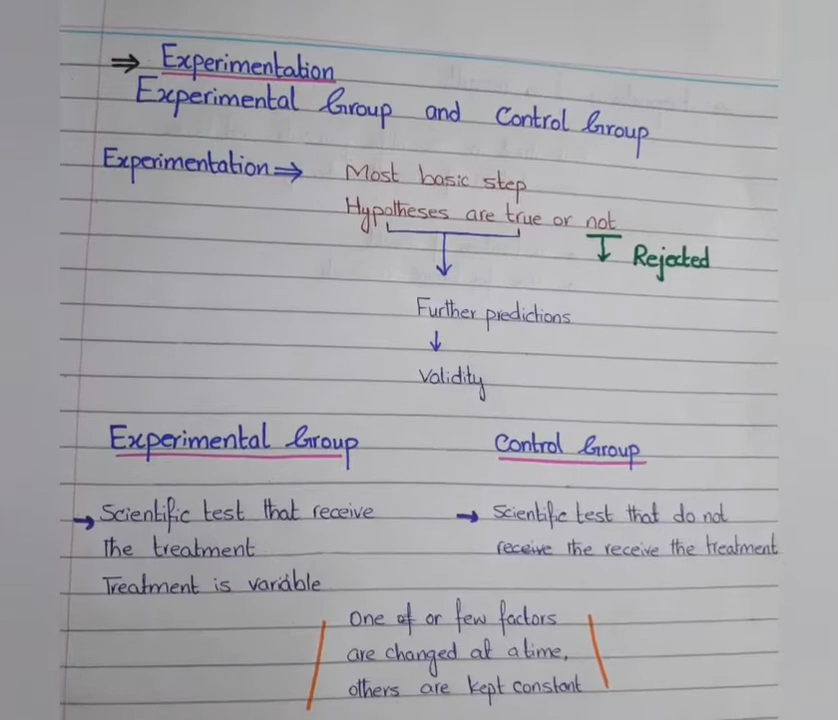 ⇒ Experimentation
Experimental Group and Control Group
Experimentation ⇒ Most basic step
Hypotheses are true or not
↓ Rejected
↓
Further predictions
↓
Validity
Experimental Group
→ Scientific test that receive
the treatment
Treatment is variable
Control Group
→ Scientific test that do not
receive the receive the treatment
One of or few factors
are changed at a time,
others are kept constant